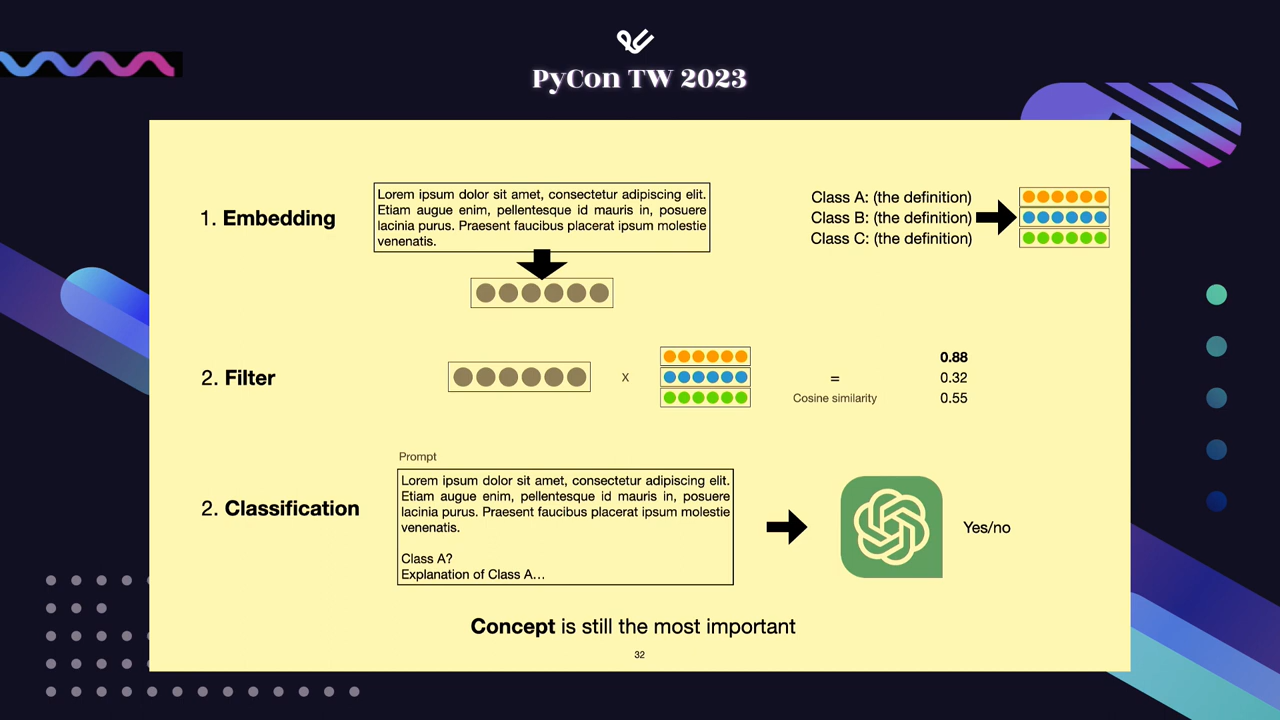 PyCon TW 2023
1. Embedding
Lorem ipsum dolor sit amet, consectetur adipiscing elit.
Etiam augue enim, pellentesque id mauris in, posuere
lacinia purus. Praesent faucibus placerat ipsum molestie
venenatis.
Class A: (the definition)
Class B: (the definition)
Class C: (the definition)
2. Filter
X
=
Cosine similarity
0.88
0.32
0.55
2. Classification
Prompt
Lorem ipsum dolor sit amet, consectetur adipiscing elit.
Etiam augue enim, pellentesque id mauris in, posuere
lacinia purus. Praesent faucibus placerat ipsum molestie
venenatis.
Class A?
Explanation of Class A...
Yes/no
Concept is still the most important
32